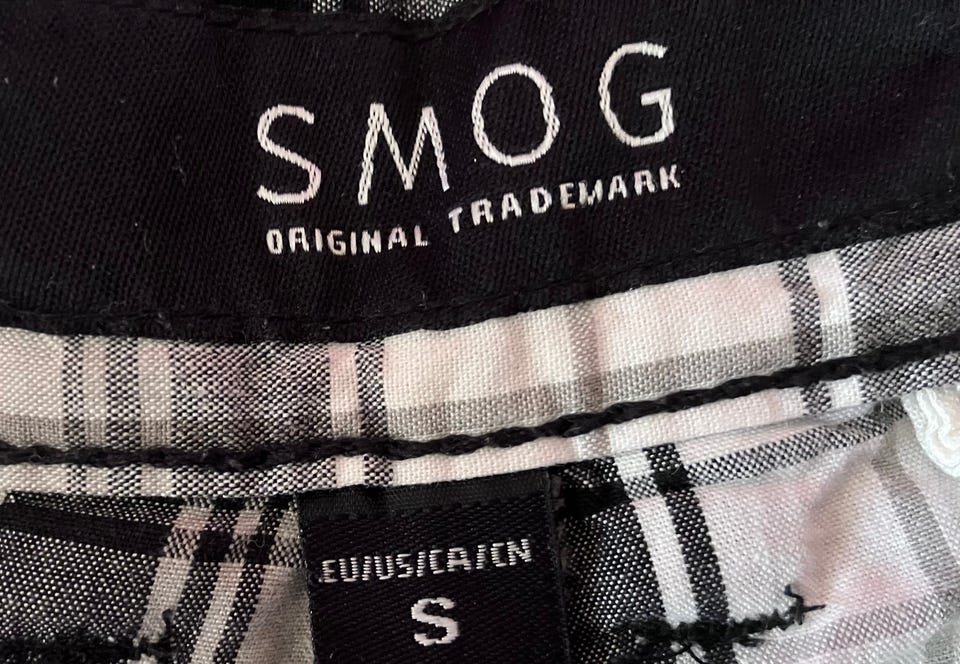 SMOG
ORIGINAL TRADEMARK
EU/US/CA/CN
S